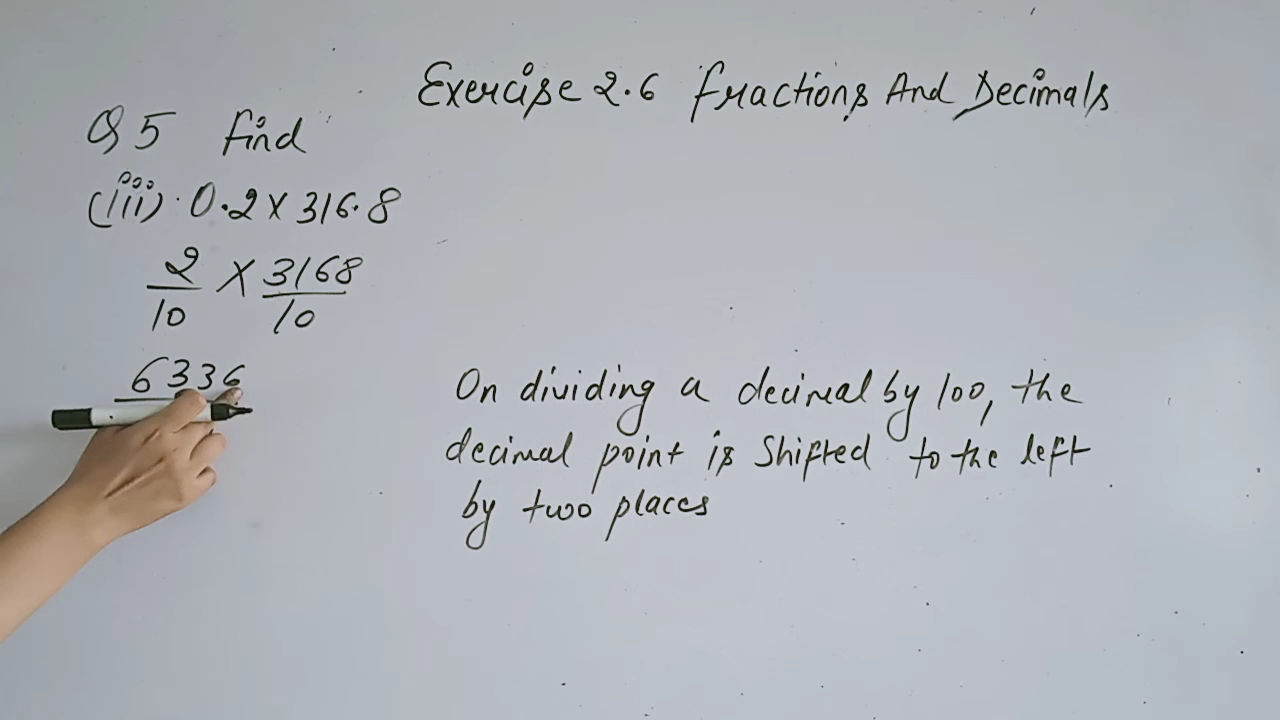 Exercise 2.6 Fractions And Decimals
Q 5 Find
(iii) 0.2 × 316.8
2/10 × 3168/10
6336
On dividing a decimal by 100, the
decimal point is shifted to the left
by two places